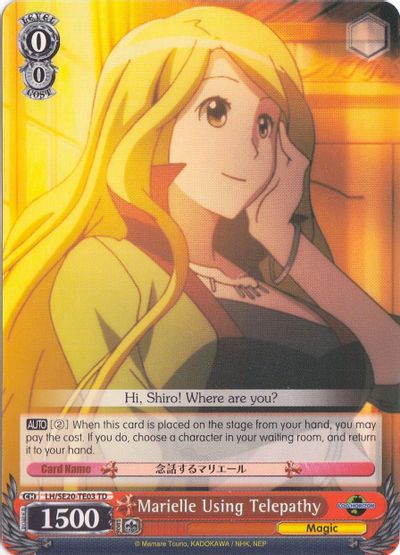 LEVEL
0
0
COST
Hi, Shiro! Where are you?
AUTO [②] When this card is placed on the stage from your hand, you may
pay the cost. If you do, choose a character in your waiting room, and return
it to your hand.
Card Name 念話するマリエール
CH LH/SE20-TE03 TD
1500
Marielle Using Telepathy
LOG HORIZON
Magic
© Mamare Touno, KADOKAWA / NHK, NEP